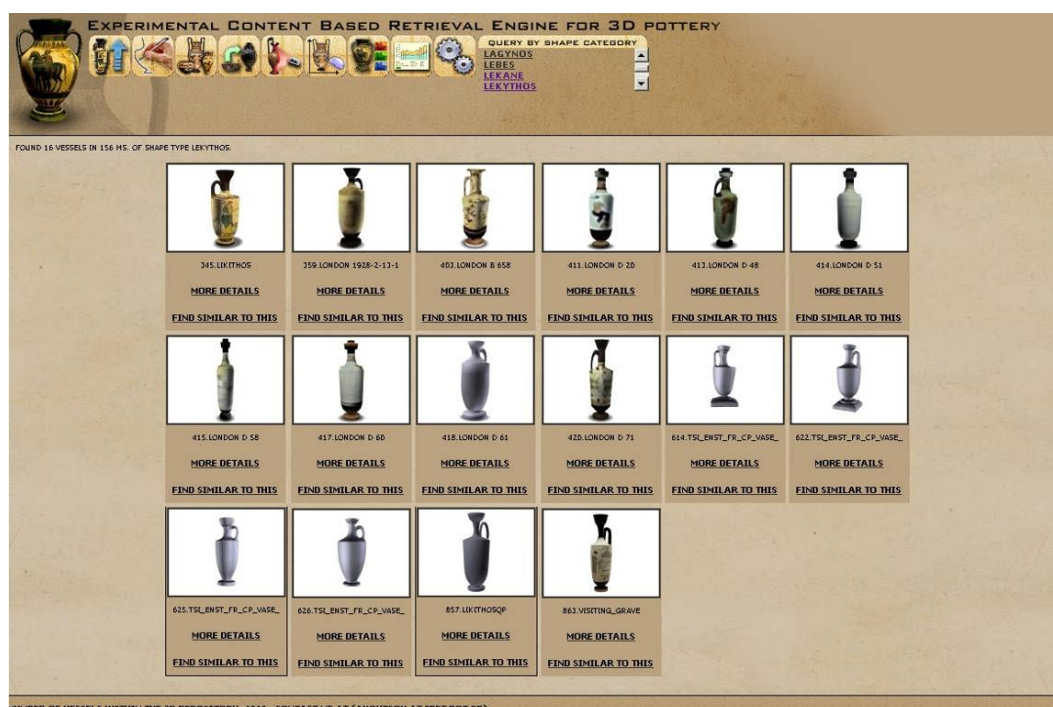 EXPERIMENTAL CONTENT BASED RETRIEVAL ENGINE FOR 3D POTTERY
QUERY BY SHAPE CATEGORY
LAGYNOS
LEBES
LEKANE
LEKYTHOS
FOUND 16 VESSELS IN 156 MS. OF SHAPE TYPE LEKYTHOS.
345.LIKITHOS 359.LONDON 1928-2-13-1 403.LONDON B 658 411.LONDON D 20 413.LONDON D 48 414.LONDON D 51
MORE DETAILS MORE DETAILS MORE DETAILS MORE DETAILS MORE DETAILS MORE DETAILS
FIND SIMILAR TO THIS FIND SIMILAR TO THIS FIND SIMILAR TO THIS FIND SIMILAR TO THIS FIND SIMILAR TO THIS FIND SIMILAR TO THIS
415.LONDON D 58 417.LONDON D 60 418.LONDON D 61 420.LONDON D 71 614.TSI_ENST_FR_CP_VASE_ 622.TSI_ENST_FR_CP_VASE_
MORE DETAILS MORE DETAILS MORE DETAILS MORE DETAILS MORE DETAILS MORE DETAILS
FIND SIMILAR TO THIS FIND SIMILAR TO THIS FIND SIMILAR TO THIS FIND SIMILAR TO THIS FIND SIMILAR TO THIS FIND SIMILAR TO THIS
625.TSI_ENST_FR_CP_VASE_ 626.TSI_ENST_FR_CP_VASE_ 857.LIKITHOSQP 863.VISITING_GRAVE
MORE DETAILS MORE DETAILS MORE DETAILS MORE DETAILS
FIND SIMILAR TO THIS FIND SIMILAR TO THIS FIND SIMILAR TO THIS FIND SIMILAR TO THIS